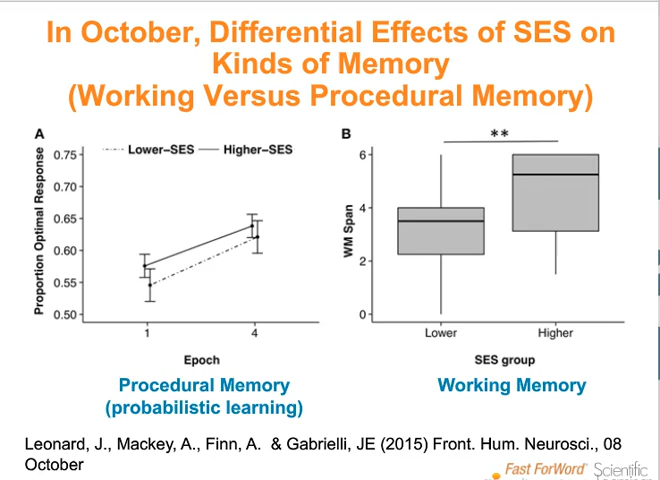 In October, Differential Effects of SES on
Kinds of Memory
(Working Versus Procedural Memory)
A
Lower–SES
Higher–SES
Proportion Optimal Response
0.75
0.70
0.65
0.60
0.55
0.50
1
4
Epoch
B
**
WM Span
6
4
2
0
Lower
Higher
SES group
Procedural Memory
(probabilistic learning)
Working Memory
Leonard, J., Mackey, A., Finn, A. & Gabrielli, JE (2015) Front. Hum. Neurosci., 08
October
Fast ForWord
Scientific